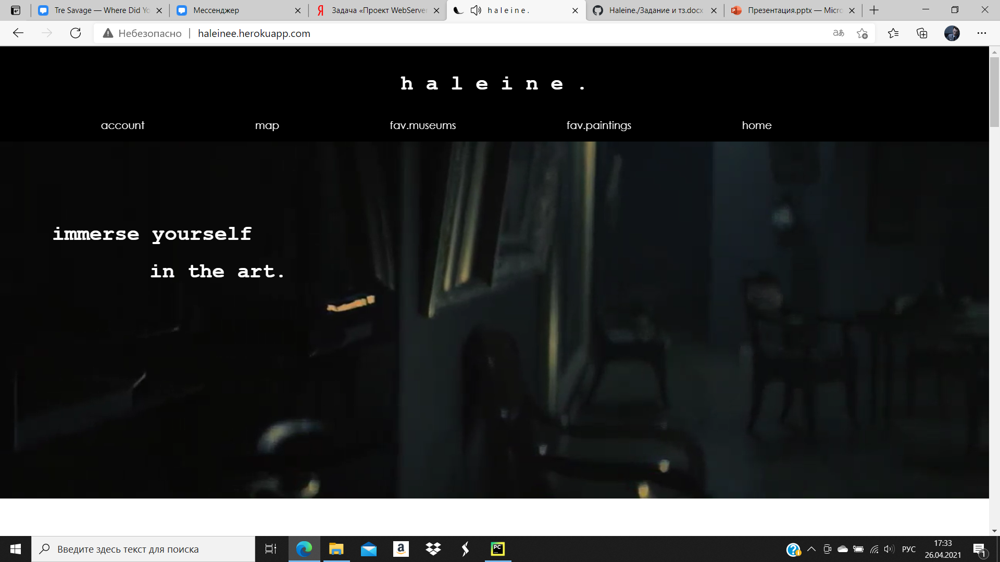 Tre Savage — Where Did Yo
Мессенджер
Задача «Проект WebServer
h a l e i n e .
Haleine./Задание и тз.docx
Презентация.pptx — Micro
Небезопасно
haleinee.herokuapp.com
h a l e i n e .
account map fav.museums fav.paintings home
immerse yourself
in the art.
Введите здесь текст для поиска
РУС
17:33
26.04.2021
1